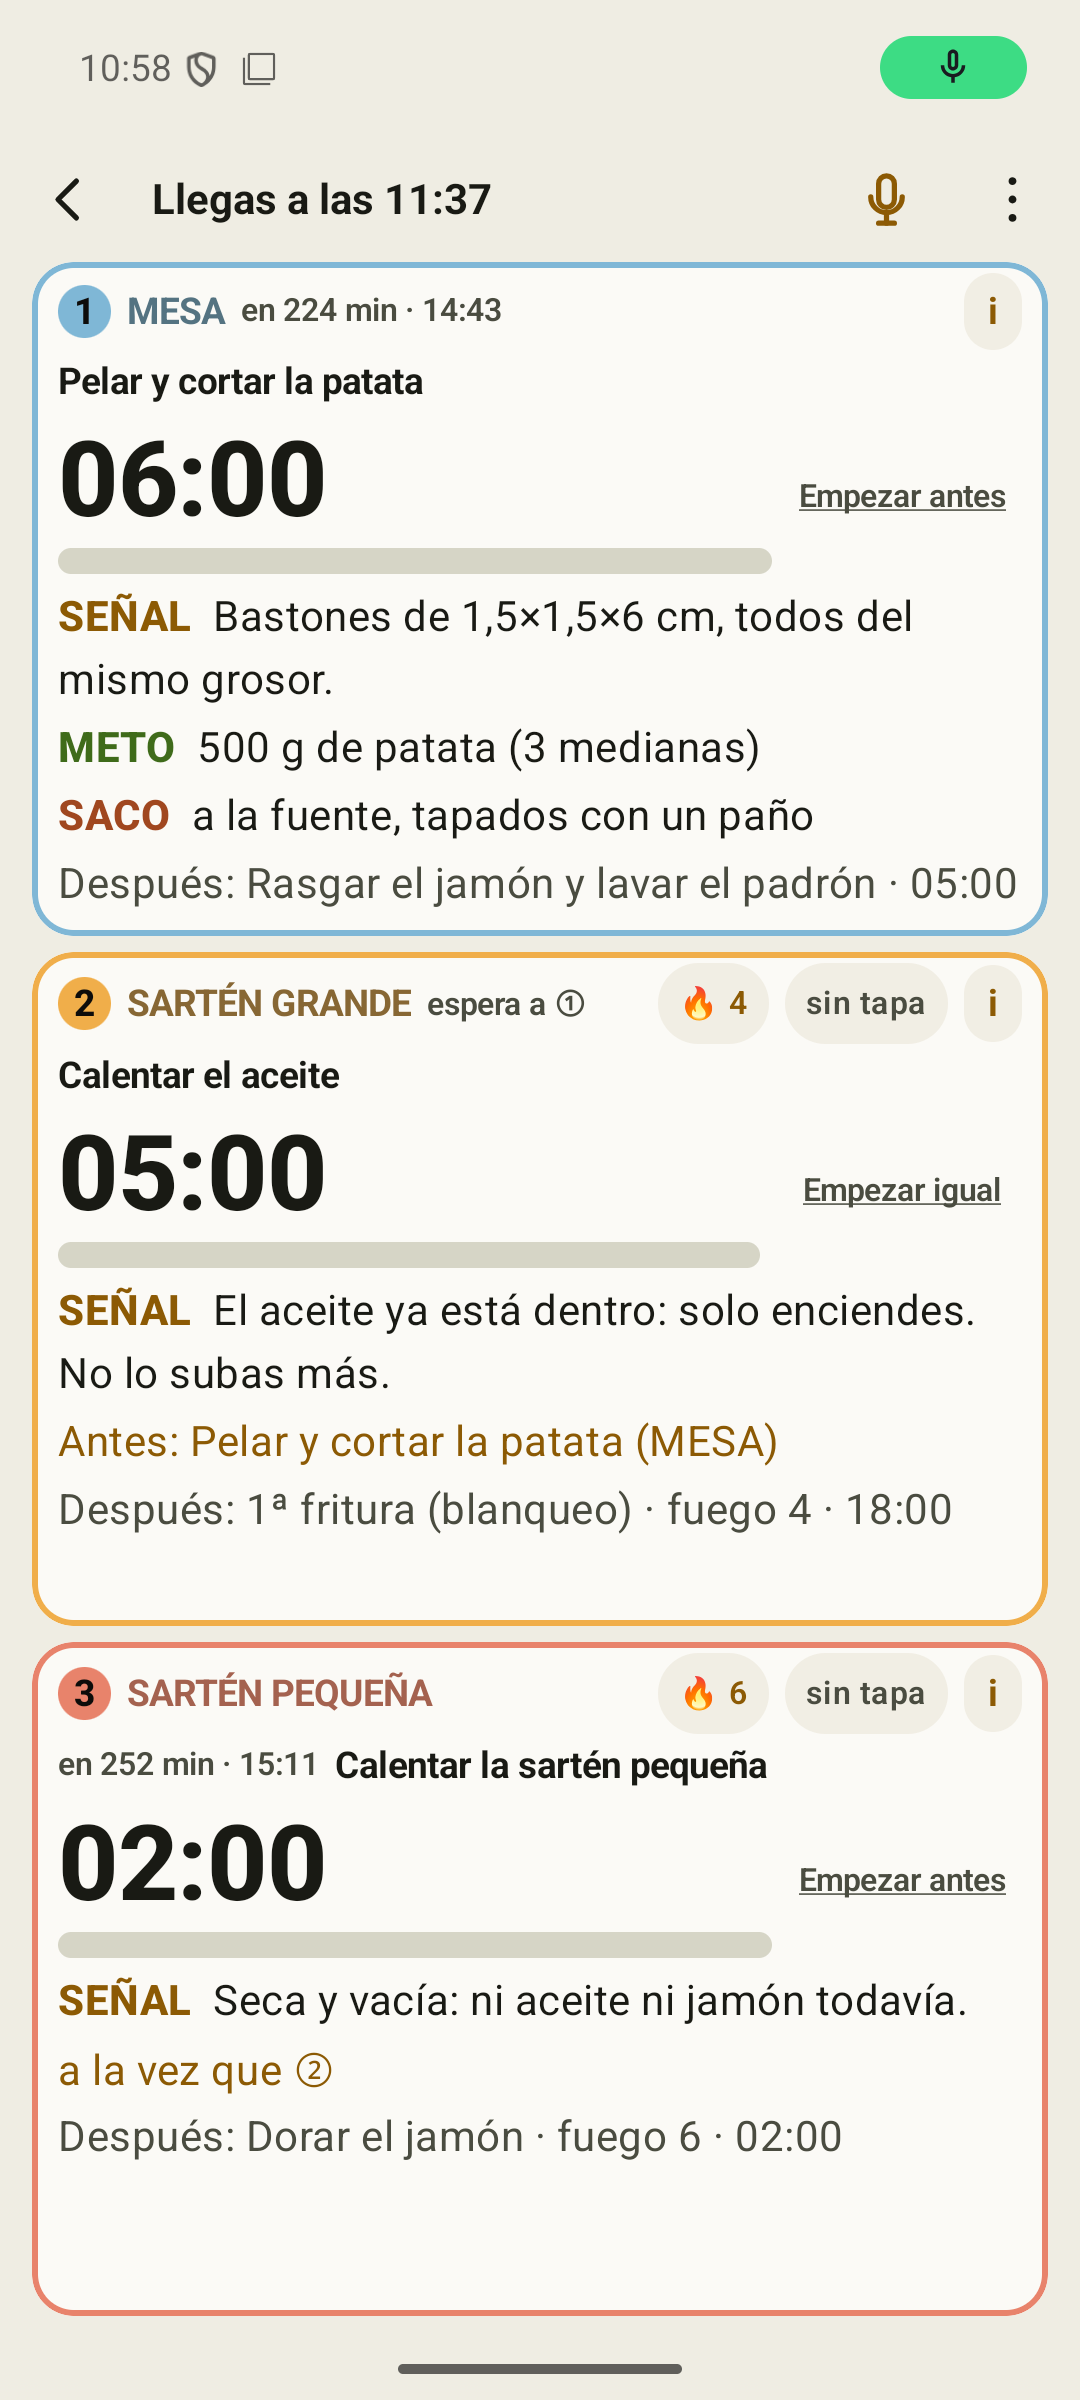 10:58
Llegas a las 11:37
1 MESA en 224 min · 14:43 i
Pelar y cortar la patata
06:00
Empezar antes
SEÑAL Bastones de 1,5×1,5×6 cm, todos del
mismo grosor.
METO 500 g de patata (3 medianas)
SACO a la fuente, tapados con un paño
Después: Rasgar el jamón y lavar el padrón · 05:00
2 SARTÉN GRANDE espera a ① 🔥 4 sin tapa i
Calentar el aceite
05:00
Empezar igual
SEÑAL El aceite ya está dentro: solo enciendes.
No lo subas más.
Antes: Pelar y cortar la patata (MESA)
Después: 1ª fritura (blanqueo) · fuego 4 · 18:00
3 SARTÉN PEQUEÑA 🔥 6 sin tapa i
en 252 min · 15:11 Calentar la sartén pequeña
02:00
Empezar antes
SEÑAL Seca y vacía: ni aceite ni jamón todavía.
a la vez que ②
Después: Dorar el jamón · fuego 6 · 02:00